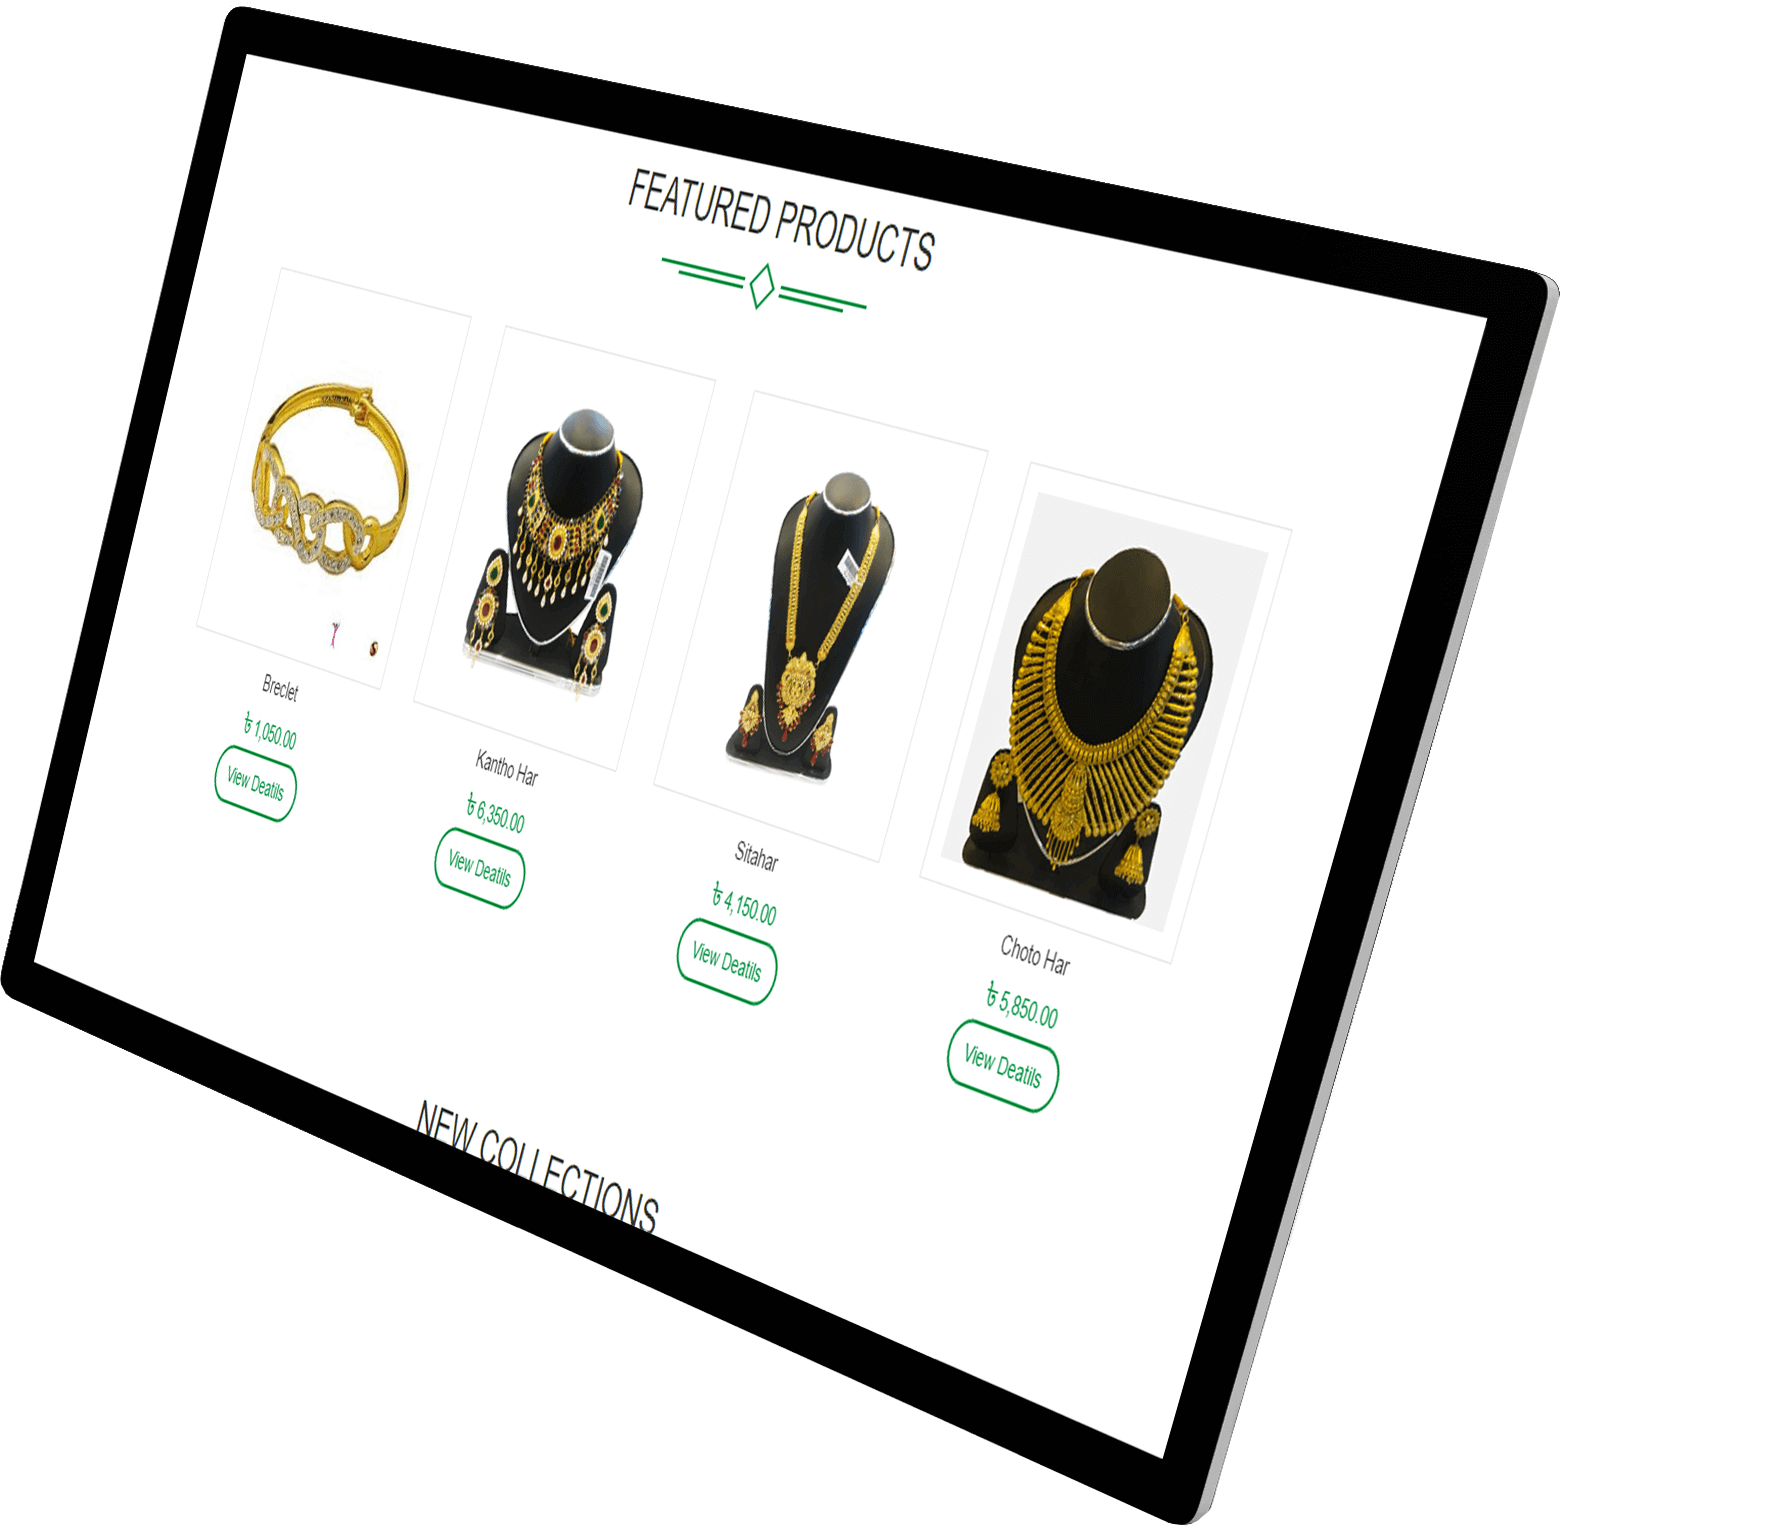 FEATURED PRODUCTS
Breclet
৳ 1,050.00
View Deatils
Kantho Har
৳ 6,350.00
View Deatils
Sitahar
৳ 4,150.00
View Deatils
Choto Har
৳ 5,850.00
View Deatils
NEW COLLECTIONS